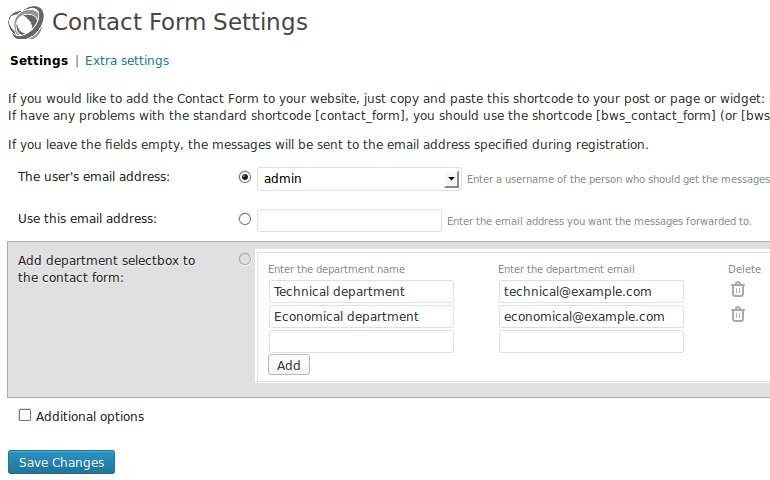 Contact Form Settings
Settings | Extra settings
If you would like to add the Contact Form to your website, just copy and paste this shortcode to your post or page or widget:
If have any problems with the standard shortcode [contact_form], you should use the shortcode [bws_contact_form] (or [bws
If you leave the fields empty, the messages will be sent to the email address specified during registration.
The user's email address: admin Enter a username of the person who should get the messages
Use this email address: Enter the email address you want the messages forwarded to.
Add department selectbox to
the contact form:
Enter the department name Enter the department email Delete
Technical department technical@example.com
Economical department economical@example.com
Add
Additional options
Save Changes